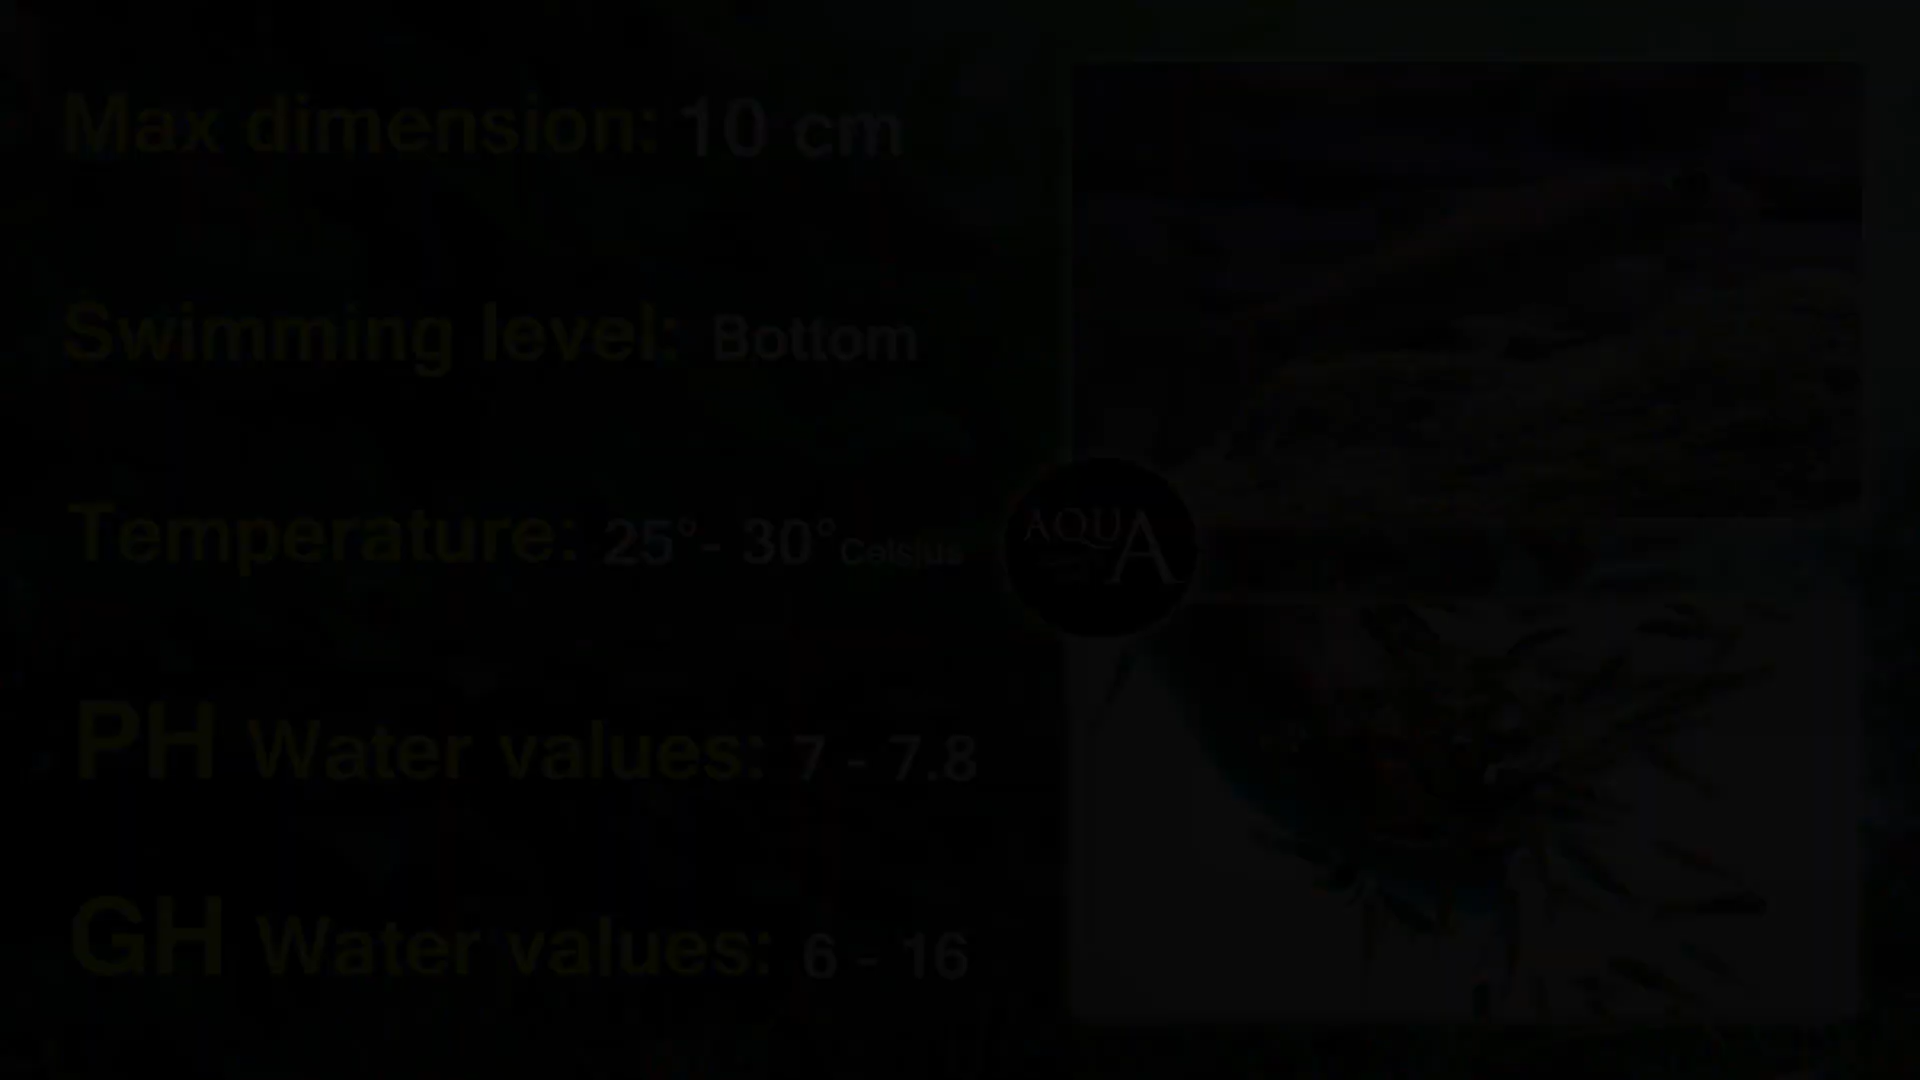 Max dimension: 10 cm
Swimming level: Bottom
Temperature: 25°- 30° Celsius
AQUA
PH Water values: 7 - 7.8
GH Water values: 6 - 16